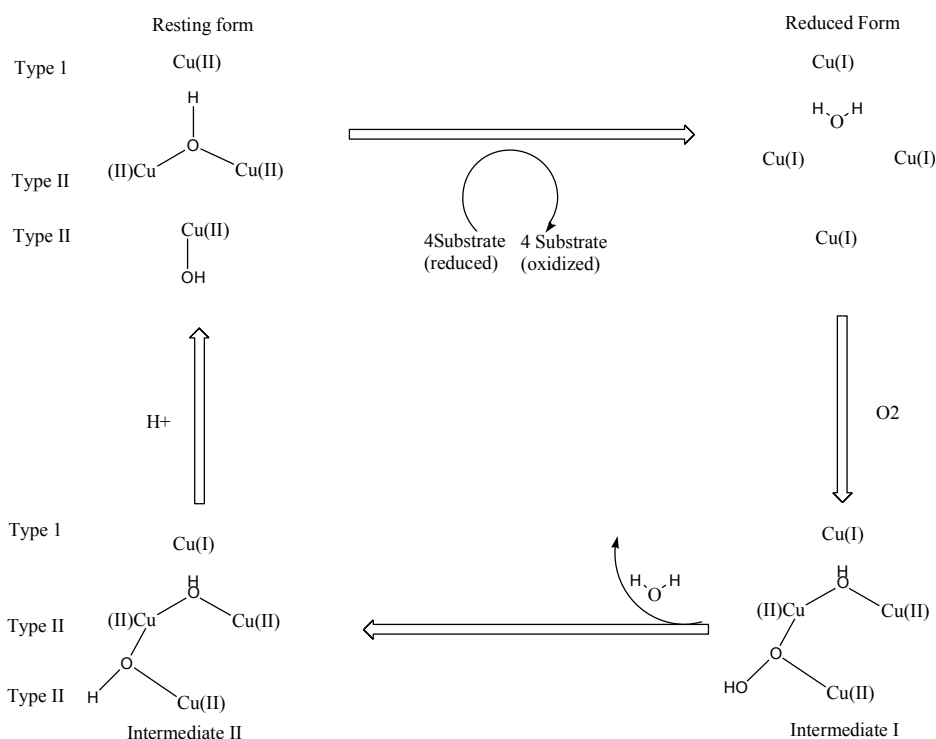 Resting form
Reduced Form
Type 1
Cu(II)
Cu(I)
H
O
H
O
H
(II)Cu
Cu(II)
Cu(I)
Cu(I)
Type II
Type II
Cu(II)
Cu(I)
OH
4Substrate
(reduced)
4 Substrate
(oxidized)
H+
O2
Type 1
Cu(I)
Cu(I)
H
O
H
O
H
H
O
Type II
(II)Cu
Cu(II)
(II)Cu
Cu(II)
O
O
Type II
H
Cu(II)
HO
Cu(II)
Intermediate II
Intermediate I